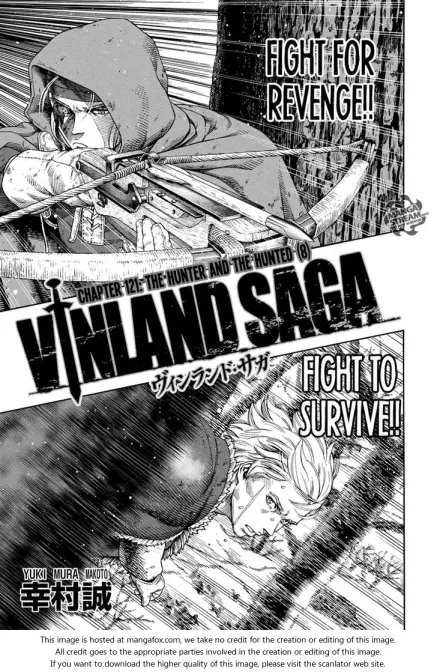 FIGHT FOR
REVENGE!!
MANGA
STREAM
CHAPTER 121: THE HUNTER AND THE HUNTED (8)
VINLAND SAGA
ヴィンランド・サガ
FIGHT TO
SURVIVE!!
YUKI MURA MAKOTO
幸村誠
This image is hosted at mangafox.com, we take no credit for the creation or editing of this image.
All credit goes to the appropriate parties involved in the creation or editing of this image.
If you want to download the higher quality of this image, please visit the scanlator web site.